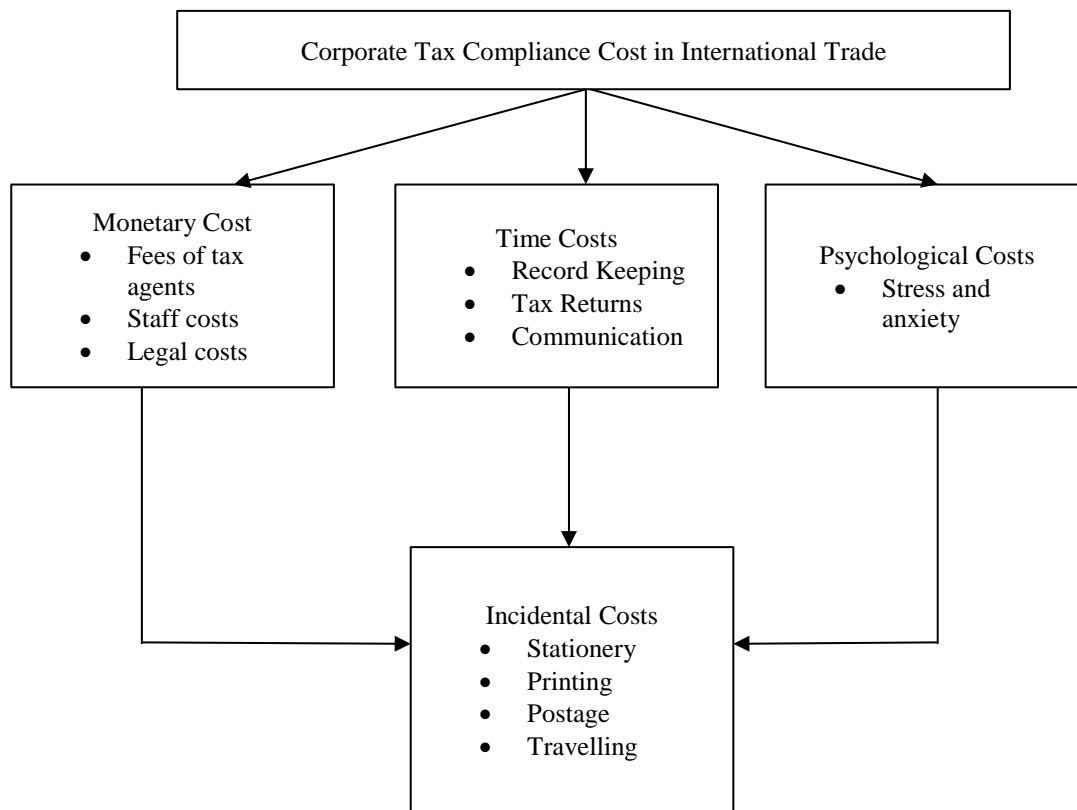 Corporate Tax Compliance Cost in International Trade
Monetary Cost
• Fees of tax
agents
• Staff costs
• Legal costs
Time Costs
• Record Keeping
• Tax Returns
• Communication
Psychological Costs
• Stress and
anxiety
Incidental Costs
• Stationery
• Printing
• Postage
• Travelling